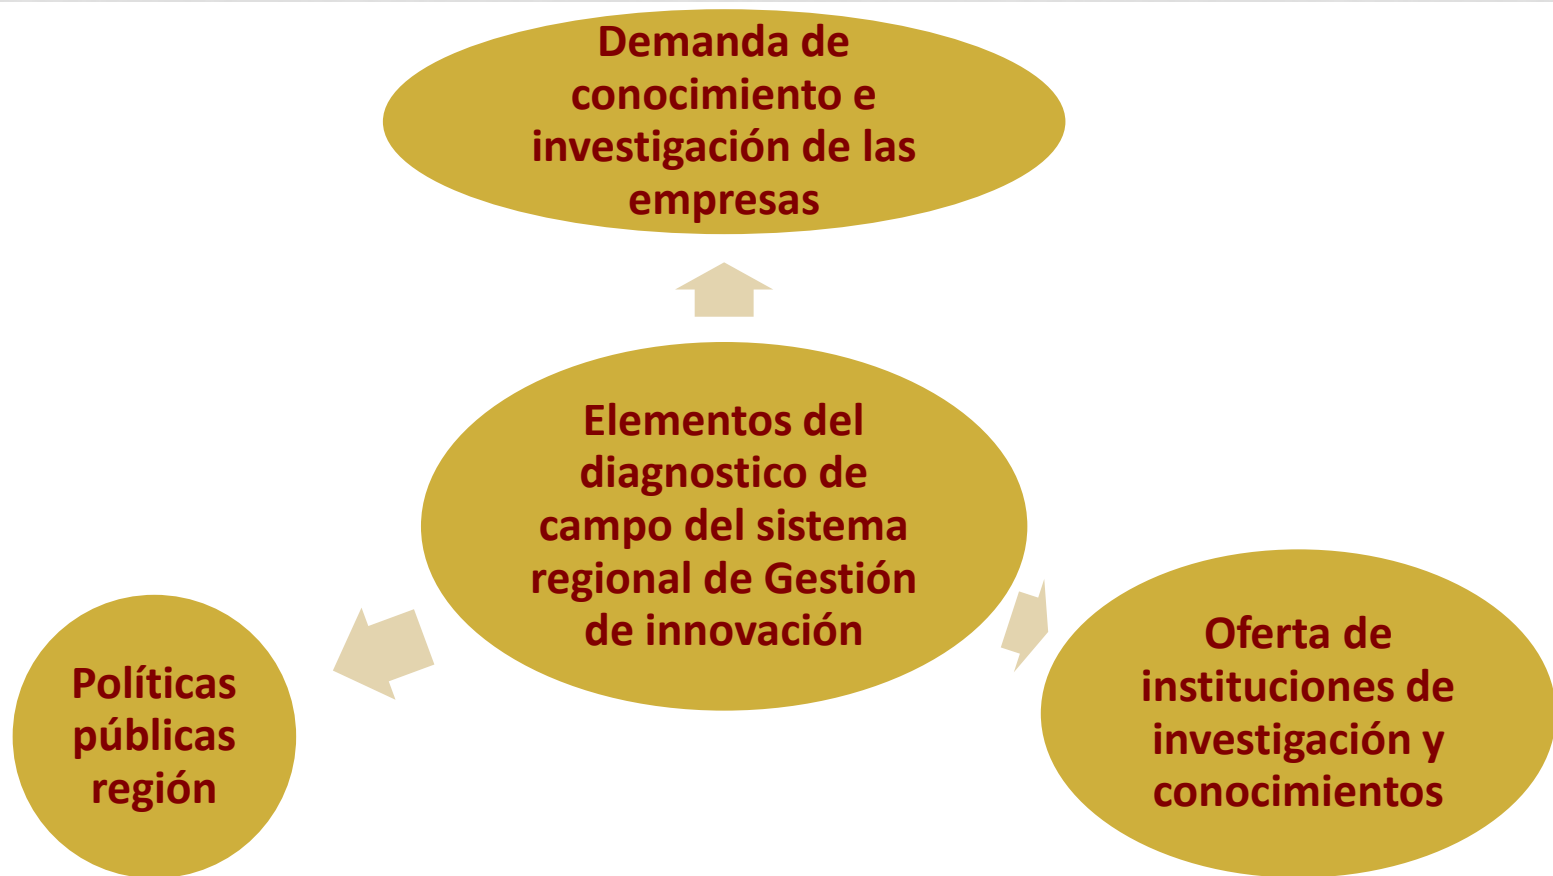 Demanda de
conocimiento e
investigación de las
empresas
Elementos del
diagnostico de
campo del sistema
regional de Gestión
de innovación
Políticas
públicas
región
Oferta de
instituciones de
investigación y
conocimientos